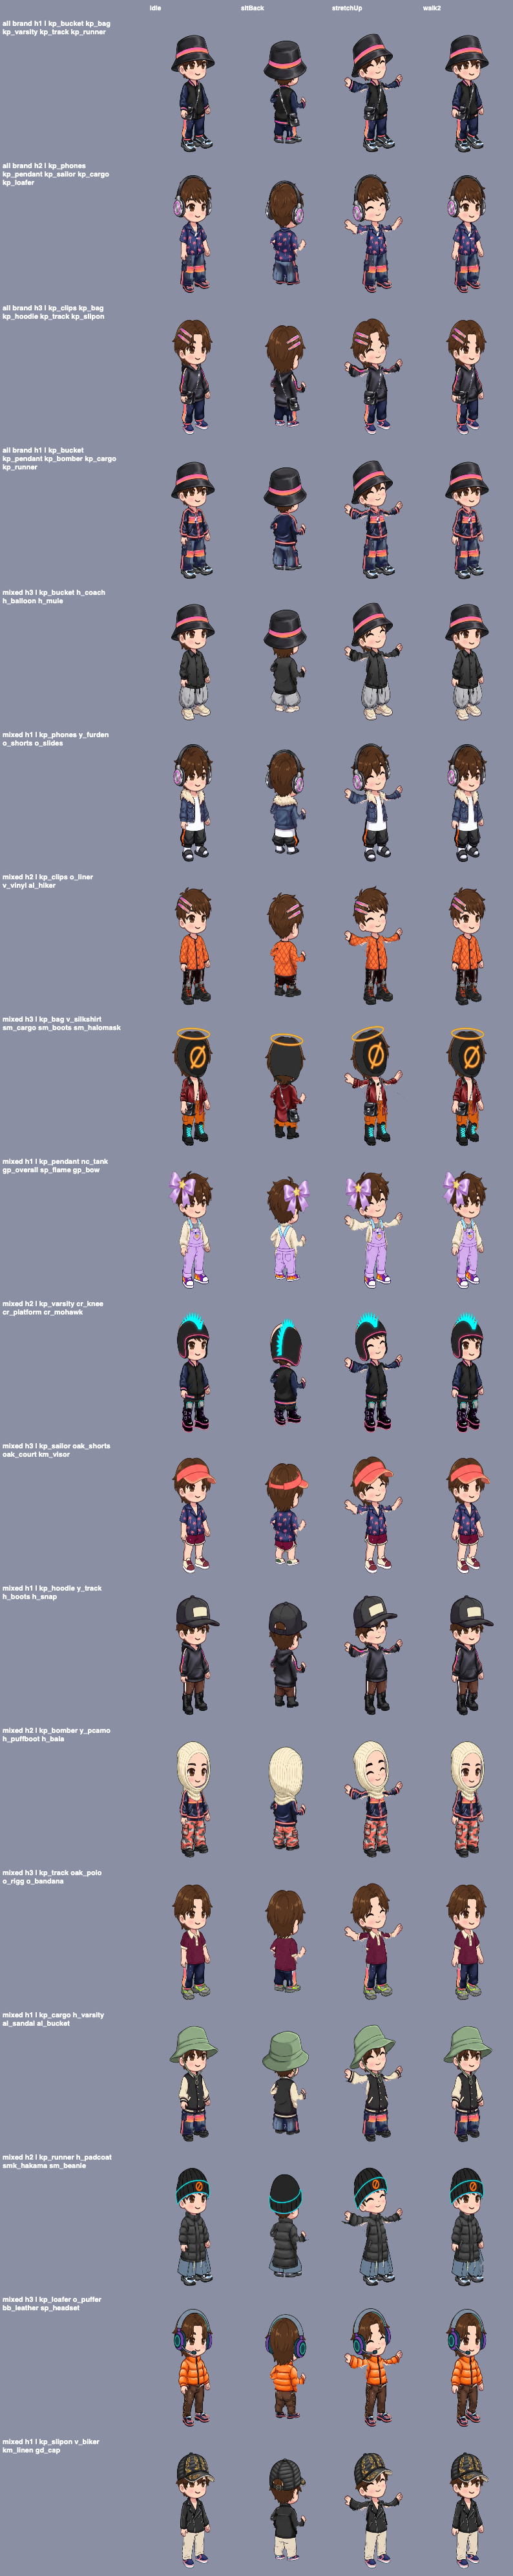 idle sitBack stretchUp walk2
all brand h1 l kp_bucket kp_bag
kp_varsity kp_track kp_runner
all brand h2 l kp_phones
kp_pendant kp_sailor kp_cargo
kp_loafer
all brand h3 l kp_clips kp_bag
kp_hoodie kp_track kp_slipon
all brand h1 l kp_bucket
kp_pendant kp_bomber kp_cargo
kp_runner
mixed h3 l kp_bucket h_coach
h_balloon h_mule
mixed h1 l kp_phones y_furden
o_shorts o_slides
mixed h2 l kp_clips o_liner
v_vinyl al_hiker
mixed h3 l kp_bag v_silkshirt
sm_cargo sm_boots sm_halomask
mixed h1 l kp_pendant nc_tank
gp_overall sp_flame gp_bow
mixed h2 l kp_varsity cr_knee
cr_platform cr_mohawk
mixed h3 l kp_sailor oak_shorts
oak_court km_visor
mixed h1 l kp_hoodie y_track
h_boots h_snap
mixed h2 l kp_bomber y_pcamo
h_puffboot h_bala
mixed h3 l kp_track oak_polo
o_rigg o_bandana
mixed h1 l kp_cargo h_varsity
al_sandal al_bucket
mixed h2 l kp_runner h_padcoat
smk_hakama sm_beanie
mixed h3 l kp_loafer o_puffer
bb_leather sp_headset
mixed h1 l kp_slipon v_biker
km_linen gd_cap